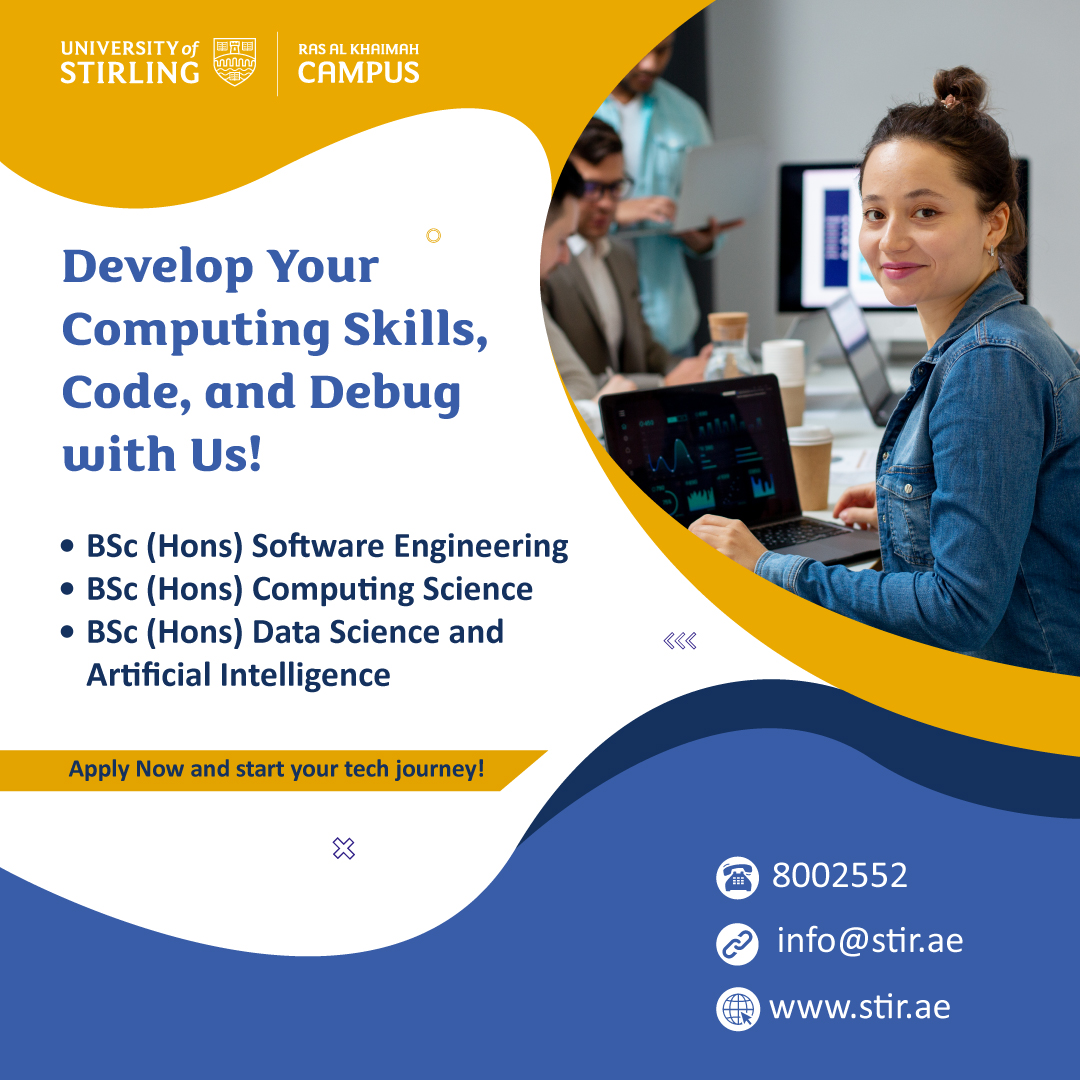 UNIVERSITY of
STIRLING
RAS AL KHAIMAH
CAMPUS
Develop Your
Computing Skills,
Code, and Debug
with Us!
• BSc (Hons) Software Engineering
• BSc (Hons) Computing Science
• BSc (Hons) Data Science and
Artificial Intelligence
Apply Now and start your tech journey!
8002552
info@stir.ae
www.stir.ae